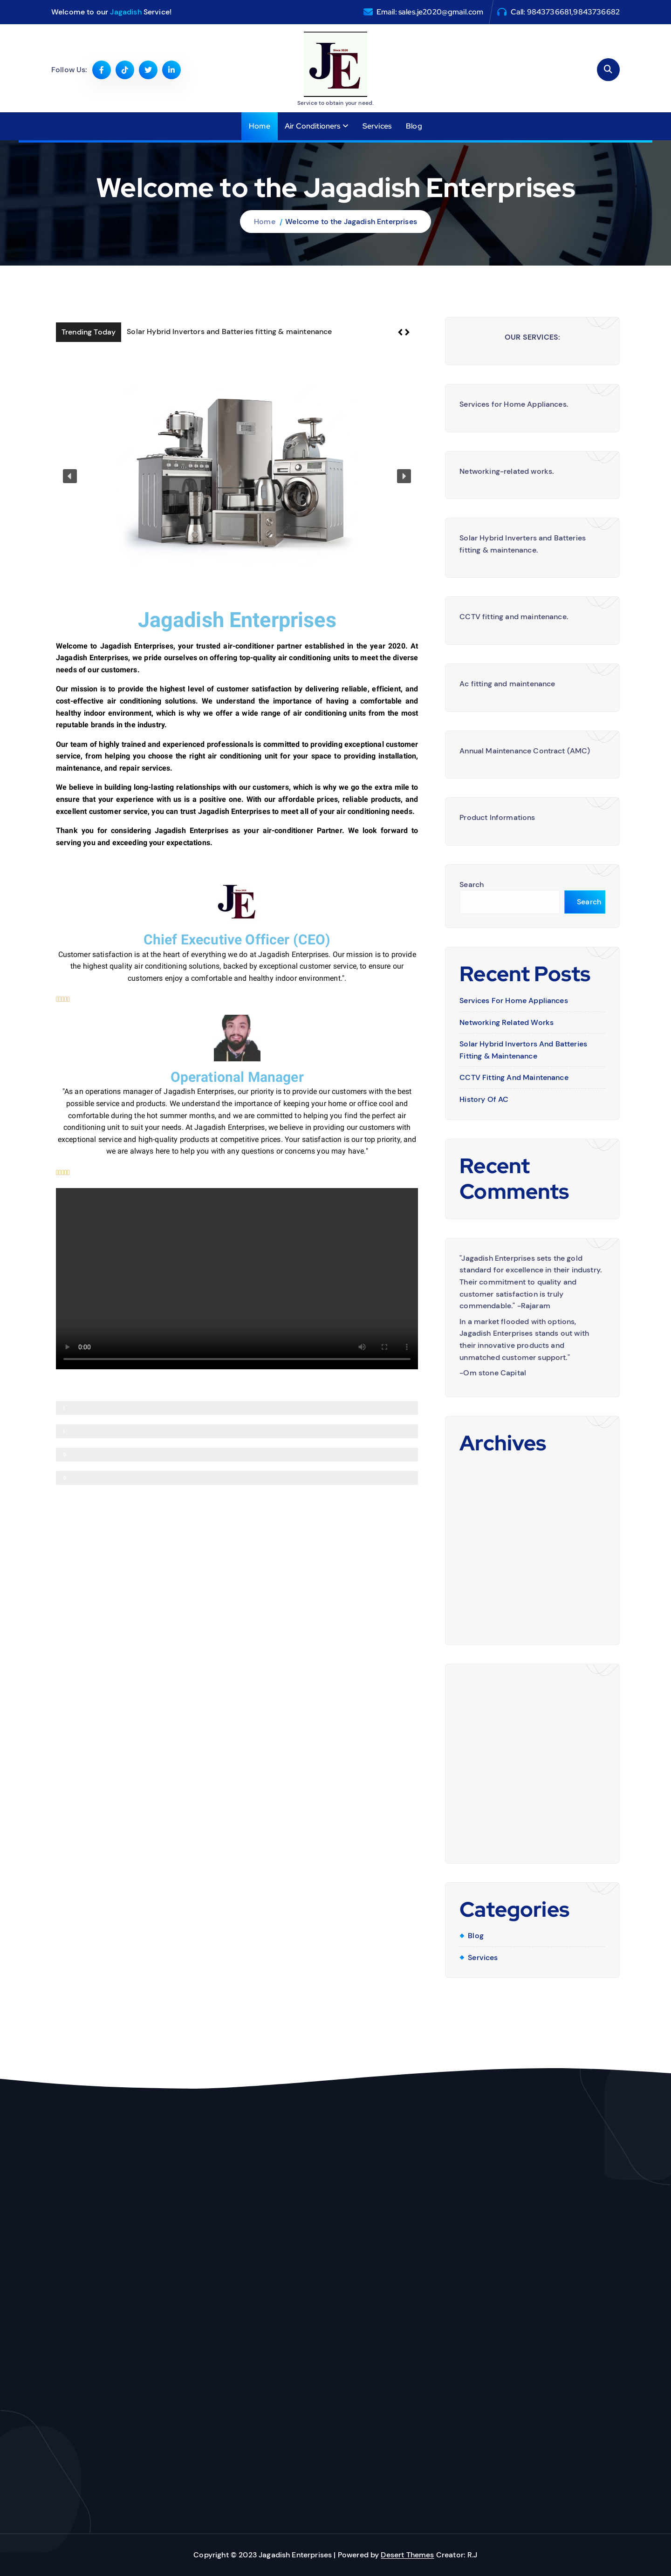 Welcome to our Jagadish Service!
Email: sales.je2020@gmail.com
Call: 9843736681,9843736682
Follow Us:
JE
Service to obtain your need.
Home
Air Conditioners
Services
Blog
Welcome to the Jagadish Enterprises
Home / Welcome to the Jagadish Enterprises
Trending Today
Solar Hybrid Invertors and Batteries fitting & maintenance
Jagadish Enterprises
Welcome to Jagadish Enterprises, your trusted air-conditioner partner established in the year 2020. At
Jagadish Enterprises, we pride ourselves on offering top-quality air conditioning units to meet the diverse
needs of our customers.
Our mission is to provide the highest level of customer satisfaction by delivering reliable, efficient, and
cost-effective air conditioning solutions. We understand the importance of having a comfortable and
healthy indoor environment, which is why we offer a wide range of air conditioning units from the most
reputable brands in the industry.
Our team of highly trained and experienced professionals is committed to providing exceptional customer
service, from helping you choose the right air conditioning unit for your space to providing installation,
maintenance, and repair services.
We believe in building long-lasting relationships with our customers, which is why we go the extra mile to
ensure that your experience with us is a positive one. With our affordable prices, reliable products, and
excellent customer service, you can trust Jagadish Enterprises to meet all of your air conditioning needs.
Thank you for considering Jagadish Enterprises as your air-conditioner Partner. We look forward to
serving you and exceeding your expectations.
JE
Chief Executive Officer (CEO)
Customer satisfaction is at the heart of everything we do at Jagadish Enterprises. Our mission is to provide
the highest quality air conditioning solutions, backed by exceptional customer service, to ensure our
customers enjoy a comfortable and healthy indoor environment.".
Operational Manager
"As an operations manager of Jagadish Enterprises, our priority is to provide our customers with the best
possible service and products. We understand the importance of keeping your home or office cool and
comfortable during the hot summer months, and we are committed to helping you find the perfect air
conditioning unit to suit your needs. At Jagadish Enterprises, we believe in providing our customers with
exceptional service and high-quality products at competitive prices. Your satisfaction is our top priority, and
we are always here to help you with any questions or concerns you may have."
0:00
OUR SERVICES:
Services for Home Appliances.
Networking-related works.
Solar Hybrid Inverters and Batteries
fitting & maintenance.
CCTV fitting and maintenance.
Ac fitting and maintenance
Annual Maintenance Contract (AMC)
Product Informations
Search
Search
Recent Posts
Services For Home Appliances
Networking Related Works
Solar Hybrid Invertors And Batteries
Fitting & Maintenance
CCTV Fitting And Maintenance
History Of AC
Recent
Comments
"Jagadish Enterprises sets the gold
standard for excellence in their industry.
Their commitment to quality and
customer satisfaction is truly
commendable." -Rajaram
In a market flooded with options,
Jagadish Enterprises stands out with
their innovative products and
unmatched customer support."
-Om stone Capital
Archives
Categories
Blog
Services
Copyright © 2023 Jagadish Enterprises | Powered by Desert Themes Creator: R.J